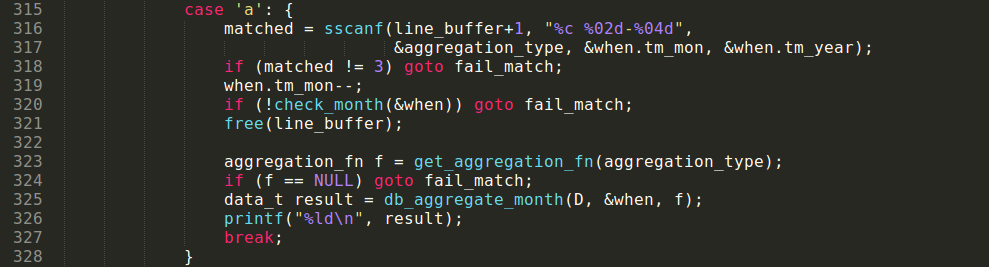 315 case 'a': {
316 matched = sscanf(line_buffer+1, "%c %02d-%04d",
317 &aggregation_type, &when.tm_mon, &when.tm_year);
318 if (matched != 3) goto fail_match;
319 when.tm_mon--;
320 if (!check_month(&when)) goto fail_match;
321 free(line_buffer);
322
323 aggregation_fn f = get_aggregation_fn(aggregation_type);
324 if (f == NULL) goto fail_match;
325 data_t result = db_aggregate_month(D, &when, f);
326 printf("%ld\n", result);
327 break;
328 }